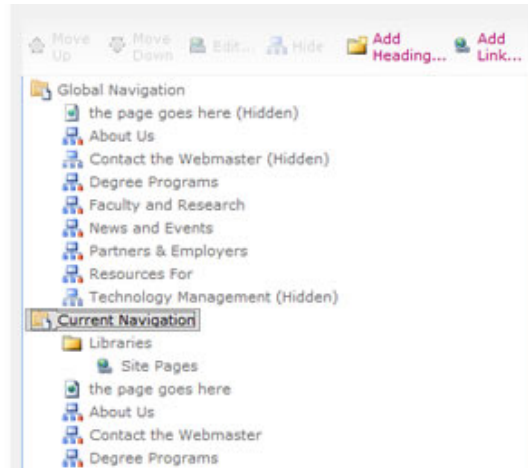 Move Up
Move Down
Edit...
Hide
Add Heading...
Add Link...
Global Navigation
the page goes here (Hidden)
About Us
Contact the Webmaster (Hidden)
Degree Programs
Faculty and Research
News and Events
Partners & Employers
Resources For
Technology Management (Hidden)
Current Navigation
Libraries
Site Pages
the page goes here
About Us
Contact the Webmaster
Degree Programs